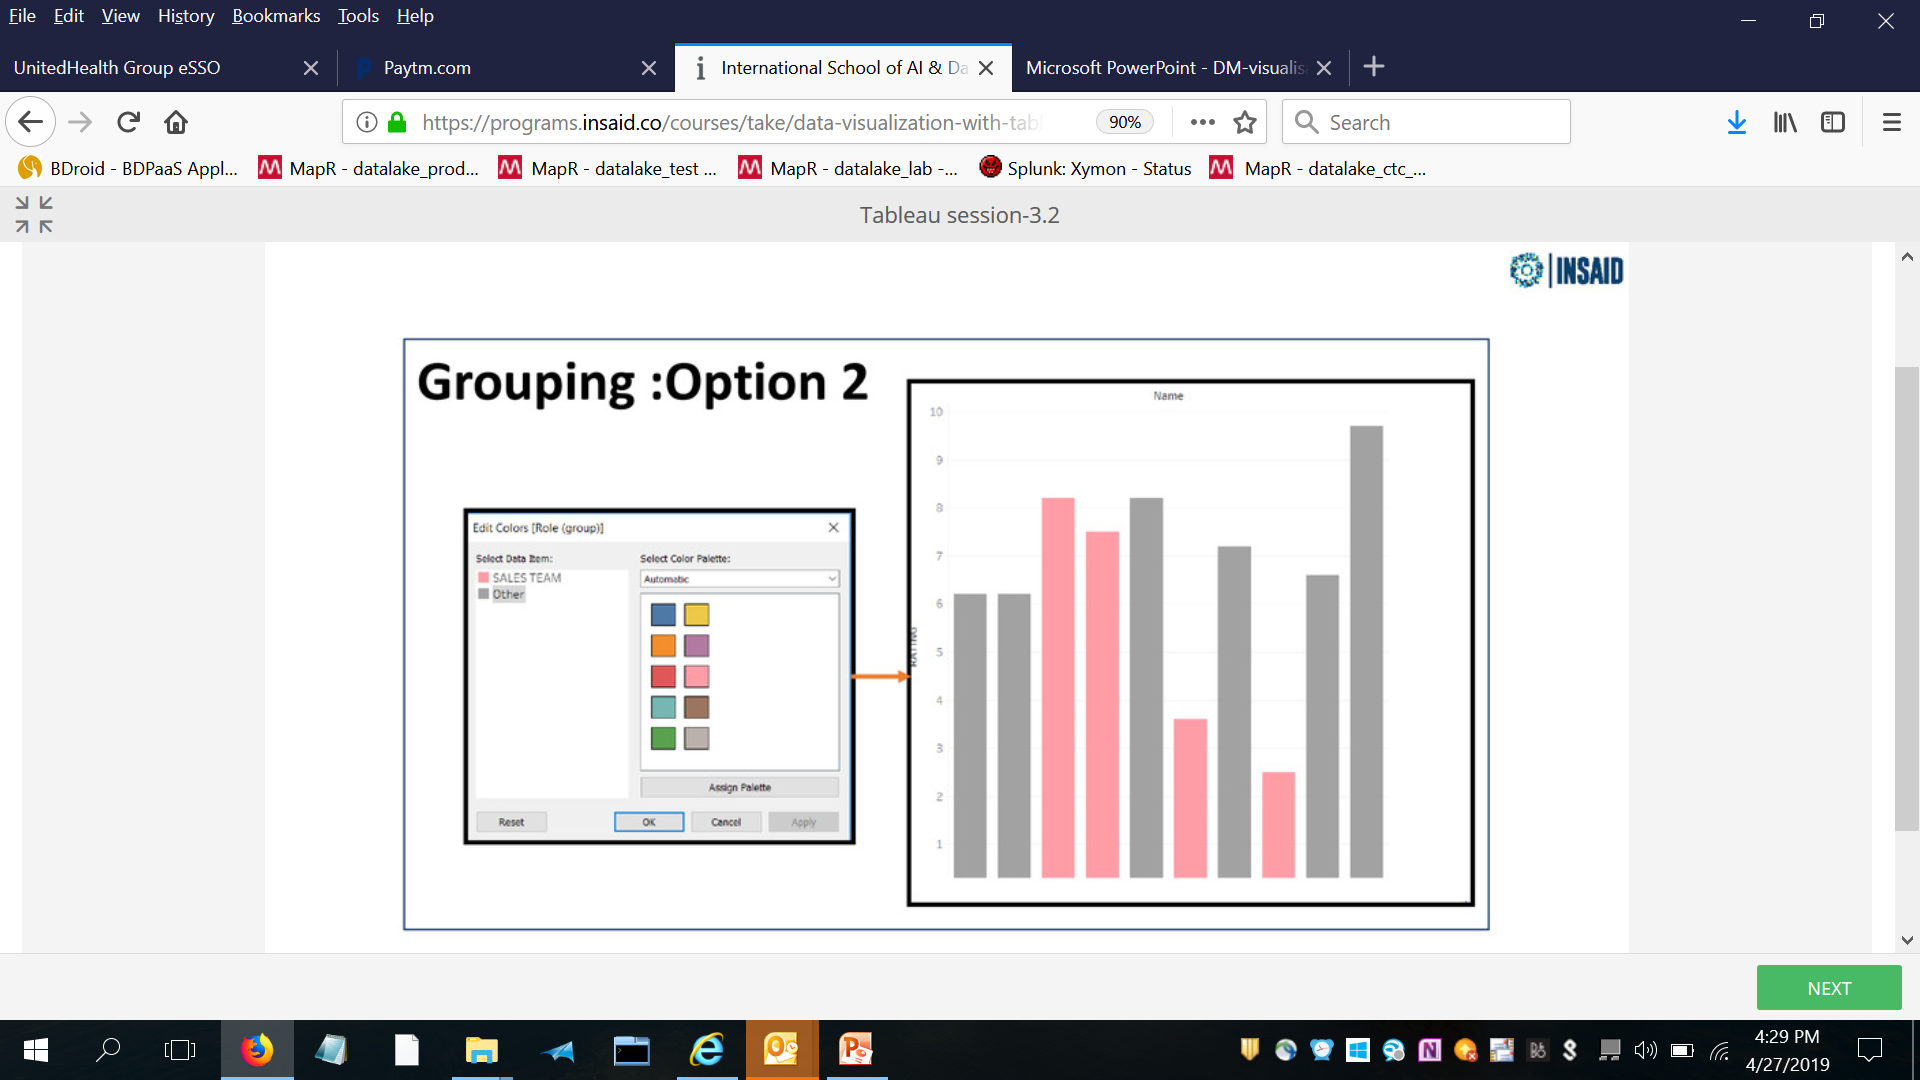 File Edit View History Bookmarks Tools Help
UnitedHealth Group eSSO
Paytm.com
International School of AI & Da
Microsoft PowerPoint - DM-visualis
https://programs.insaid.co/courses/take/data-visualization-with-tabl
90%
Search
BDroid - BDPaaS Appl...
MapR - datalake_prod...
MapR - datalake_test ...
MapR - datalake_lab -...
Splunk: Xymon - Status
MapR - datalake_ctc_...
Tableau session-3.2
INSAID
Grouping :Option 2
Edit Colors [Role (group)]
Select Data Item:
SALES TEAM
Other
Select Color Palette:
Automatic
Assign Palette
Reset
OK
Cancel
Apply
Name
RATING
10
9
8
7
6
5
4
3
2
1
NEXT
4:29 PM
4/27/2019